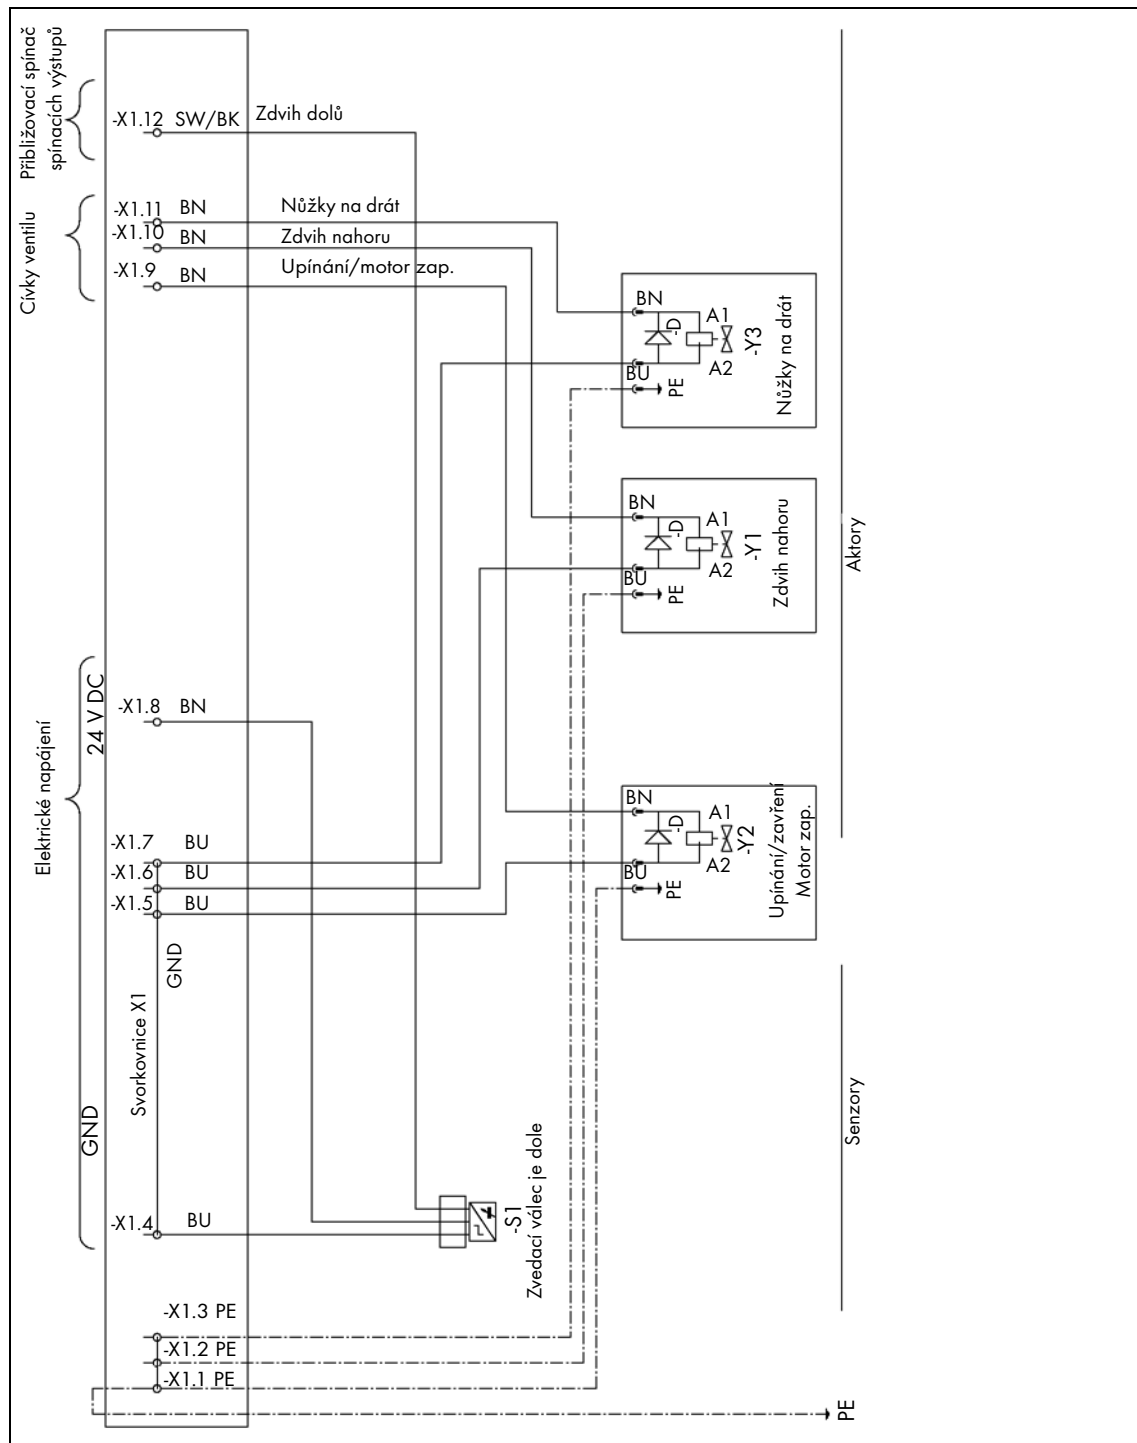 Přibližovací spínač
spínacích výstupů
-X1.12 SW/BK Zdvih dolů
Cívky ventilu
-X1.11 BN Nůžky na drát
-X1.10 BN Zdvih nahoru
-X1.9 BN Upínání/motor zap.
BN
BU
PE
-D
A1
A2
-Y3
Nůžky na drát
BN
BU
PE
-D
A1
A2
-Y1
Zdvih nahoru
Aktory
Elektrické napájení
24 V DC
GND
-X1.8 BN
-X1.7 BU
-X1.6 BU
-X1.5 BU
GND
Svorkovnice X1
BN
BU
PE
-D
A1
A2
-Y2
Upínání/zavření
Motor zap.
-X1.4 BU
-S1
Zvedací válec je dole
Senzory
-X1.3 PE
-X1.2 PE
-X1.1 PE
PE